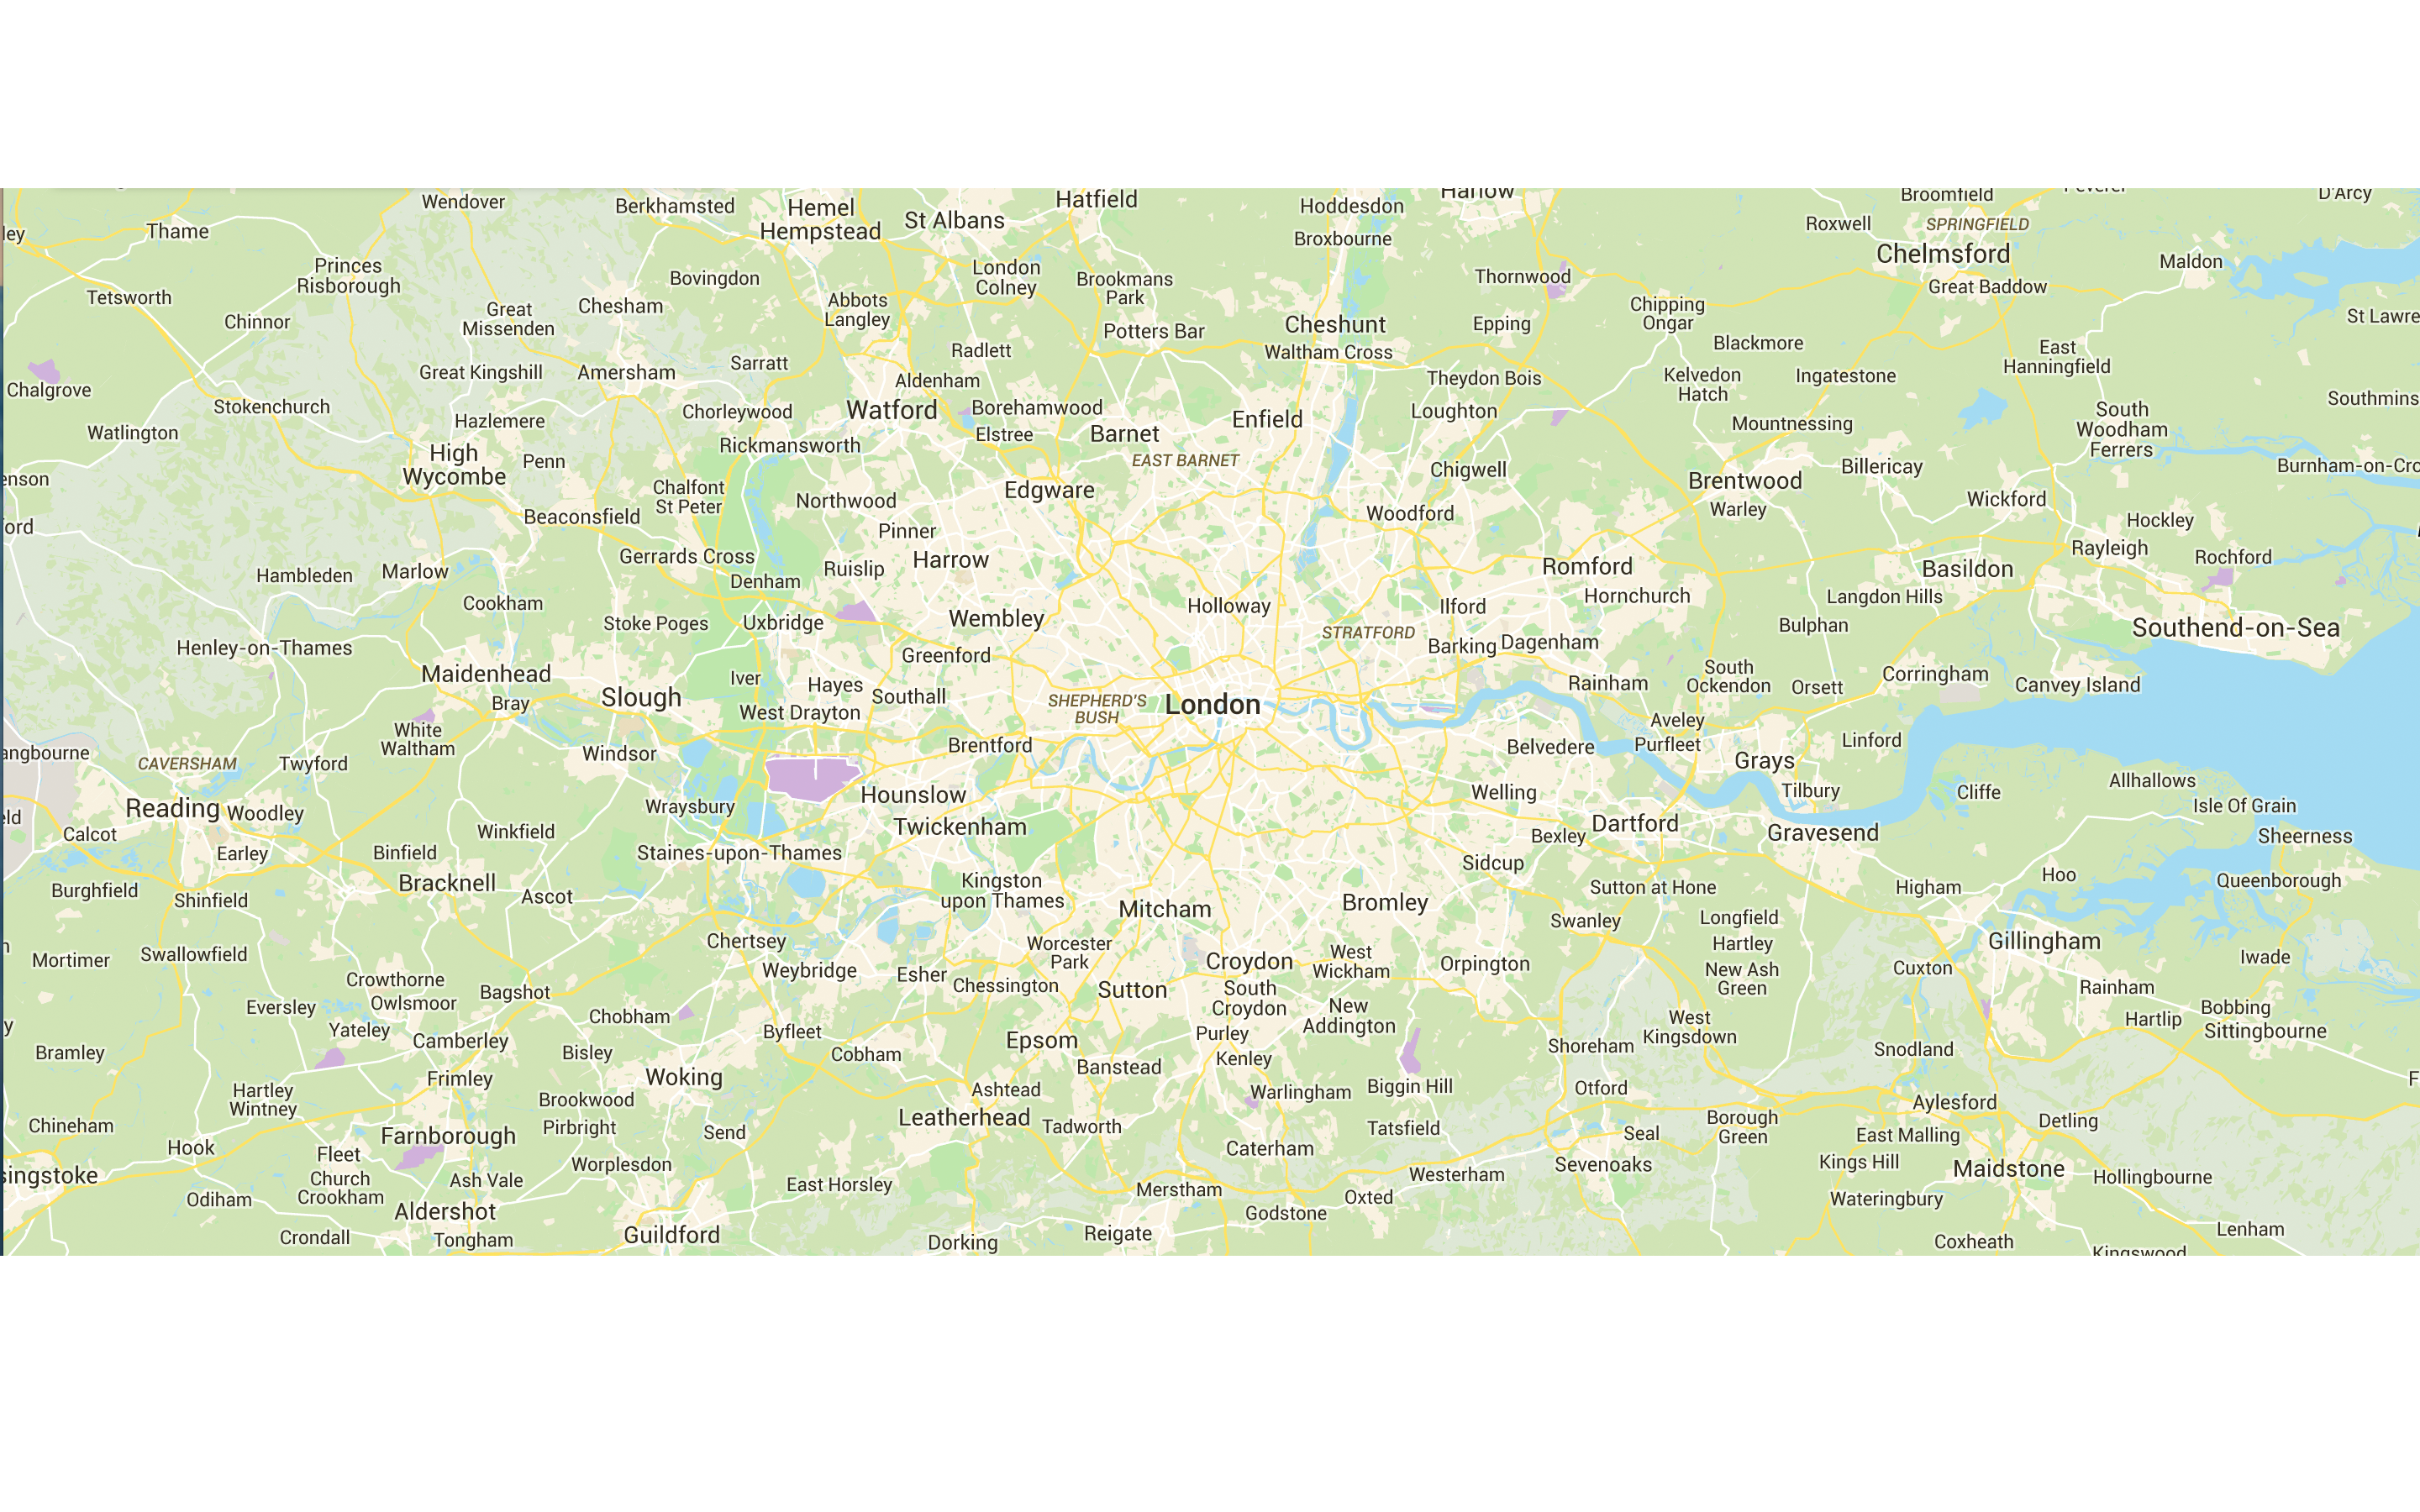 Wendover
Berkhamsted
Hemel
Hempstead
St Albans
Hatfield
Hoddesdon
Harlow
Broomfield
D'Arcy
Thame
Broxbourne
Roxwell
SPRINGFIELD
Chelmsford
Princes
Risborough
Bovingdon
London
Colney
Brookmans
Park
Thornwood
Maldon
Tetsworth
Great Baddow
Chinnor
Great
Missenden
Chesham
Abbots
Langley
Potters Bar
Cheshunt
Epping
Chipping
Ongar
St Lawre
Waltham Cross
Blackmore
East
Hanningfield
Chalgrove
Great Kingshill
Amersham
Sarratt
Radlett
Aldenham
Theydon Bois
Kelvedon
Hatch
Ingatestone
Southmins
Stokenchurch
Hazlemere
Chorleywood
Watford
Borehamwood
Enfield
Loughton
South
Woodham
Ferrers
Watlington
Rickmansworth
Elstree
Barnet
EAST BARNET
Mountnessing
High
Wycombe
Penn
Chigwell
Billericay
Burnham-on-Cro
enson
Chalfont
St Peter
Northwood
Edgware
Brentwood
Warley
Wickford
ford
Beaconsfield
Pinner
Woodford
Hockley
Gerrards Cross
Harrow
Rayleigh
Rochford
Hambleden
Marlow
Denham
Ruislip
Romford
Basildon
Cookham
Holloway
Ilford
Hornchurch
Langdon Hills
Stoke Poges
Uxbridge
Wembley
STRATFORD
Bulphan
Southend-on-Sea
Henley-on-Thames
Greenford
Barking
Dagenham
Maidenhead
Slough
Iver
Hayes
Southall
Rainham
South
Ockendon
Orsett
Corringham
Canvey Island
Bray
West Drayton
SHEPHERD'S
BUSH
London
Aveley
White
Waltham
Windsor
Brentford
Belvedere
Purfleet
Linford
angbourne
CAVERSHAM
Twyford
Grays
Allhallows
Reading
Woodley
Wraysbury
Hounslow
Welling
Tilbury
Cliffe
Isle Of Grain
eld
Calcot
Winkfield
Twickenham
Bexley
Dartford
Gravesend
Sheerness
Earley
Binfield
Staines-upon-Thames
Sidcup
Burghfield
Shinfield
Bracknell
Ascot
Kingston
upon Thames
Mitcham
Bromley
Sutton at Hone
Higham
Hoo
Queenborough
Swanley
Longfield
Mortimer
Swallowfield
Chertsey
Worcester
Park
Croydon
West
Wickham
Orpington
Hartley
New Ash
Green
Gillingham
Cuxton
Iwade
Crowthorne
Owlsmoor
Bagshot
Weybridge
Esher
Chessington
Sutton
South
Croydon
Rainham
Eversley
Yateley
Chobham
New
Addington
Bobbing
Hartlip
Sittingbourne
Bramley
Camberley
Bisley
Byfleet
Cobham
Epsom
Purley
Kenley
Shoreham
West
Kingsdown
Snodland
Frimley
Woking
Banstead
Hartley
Wintney
Brookwood
Ashtead
Warlingham
Biggin Hill
Otford
Aylesford
Chineham
Farnborough
Pirbright
Send
Leatherhead
Tadworth
Tatsfield
Seal
Borough
Green
East Malling
Detling
Hook
Fleet
Caterham
singstoke
Church
Crookham
Ash Vale
Worplesdon
East Horsley
Merstham
Westerham
Sevenoaks
Kings Hill
Maidstone
Hollingbourne
Odiham
Aldershot
Oxted
Wateringbury
Godstone
Crondall
Tongham
Guildford
Dorking
Reigate
Coxheath
Lenham
Kingswood